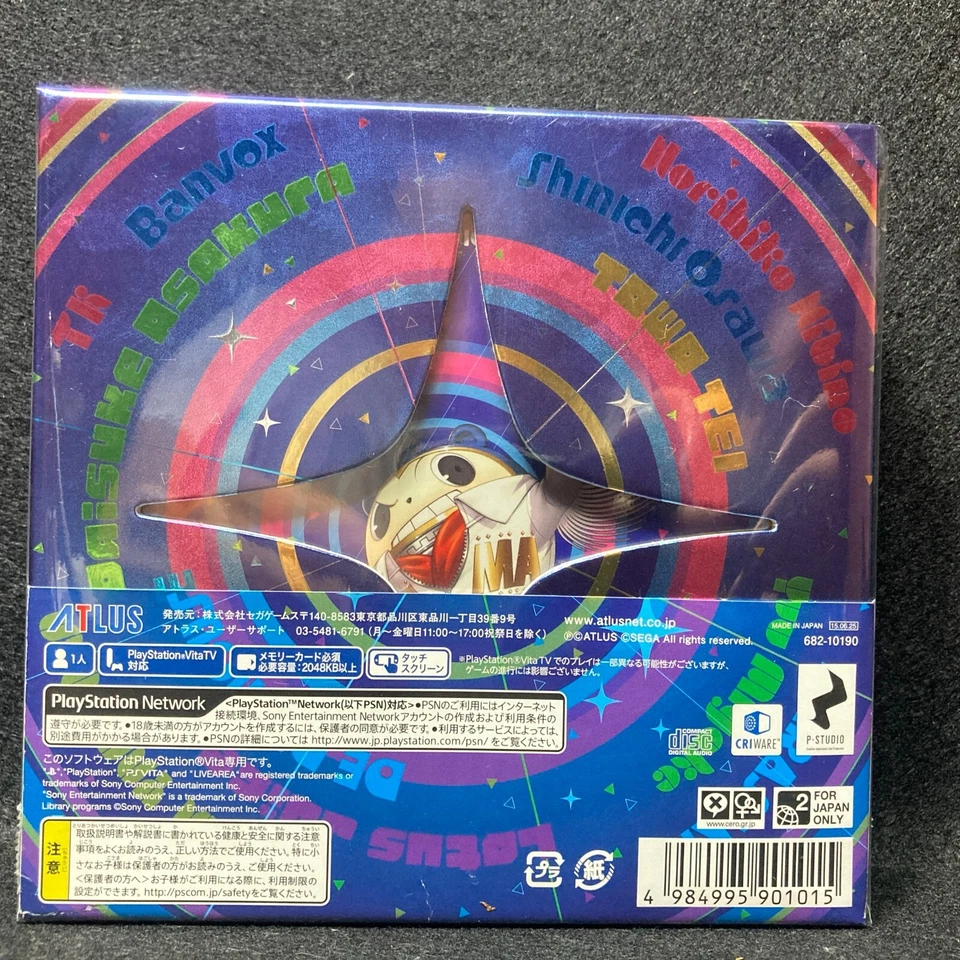 Banvox
TK
Daisuke Asakura
Shinichi Osawa
Norihiko Hibino
TOWA TEI
MA
DE
LOTUS
ATLUS
発売元:株式会社セガゲームス〒140-8583東京都品川区東品川一丁目39番9号
アトラス・ユーザーサポート 03-5481-6791(月~金曜日11:00~17:00祝祭日を除く)
www.atlusnet.co.jp
Ⓟ©ATLUS ©SEGA All rights reserved.
MADE IN JAPAN 15.06.25
682-10190
1人
PlayStation®Vita TV
対応
メモリーカード必須
必要容量:2048KB以上
タッチ
スクリーン
※PlayStation®Vita TVでのプレイは一部異なる可能性がございますが、
ゲームの進行には影響ございません。
PlayStation Network
<PlayStation™Network(以下PSN)対応>●PSNのご利用にはインターネット
接続環境、Sony Entertainment Networkアカウントの作成および利用条件の
遵守が必要です。●18歳未満の方がアカウントを作成するには、保護者の同意が必要です。●利用するサービスによっては、
別途費用がかかる場合があります。●PSNの詳細については http://www.jp.playstation.com/psn/ をご覧ください。
このソフトウェアはPlayStation®Vita専用です。
"PlayStation", "PSVITA" and "LIVEAREA" are registered trademarks or
trademarks of Sony Computer Entertainment Inc.
"Sony Entertainment Network" is a trademark of Sony Corporation.
Library programs ©Sony Computer Entertainment Inc.
COMPACT
disc
DIGITAL AUDIO
CRIWARE™
P-STUDIO
www.cero.gr.jp
2
FOR
JAPAN
ONLY
注意
取扱説明書や解説書に書かれている健康と安全に関する注意
事項をよくお読みのうえ、正しい方法でご使用ください。特に小
さなお子様は保護者の方がお読みのうえ、ご使用ください。
<保護者の方へ>お子様がご利用になる際に、利用制限の
設定ができます。http://pscom.jp/safetyをご覧ください。
プラ
紙
4 984995 901015